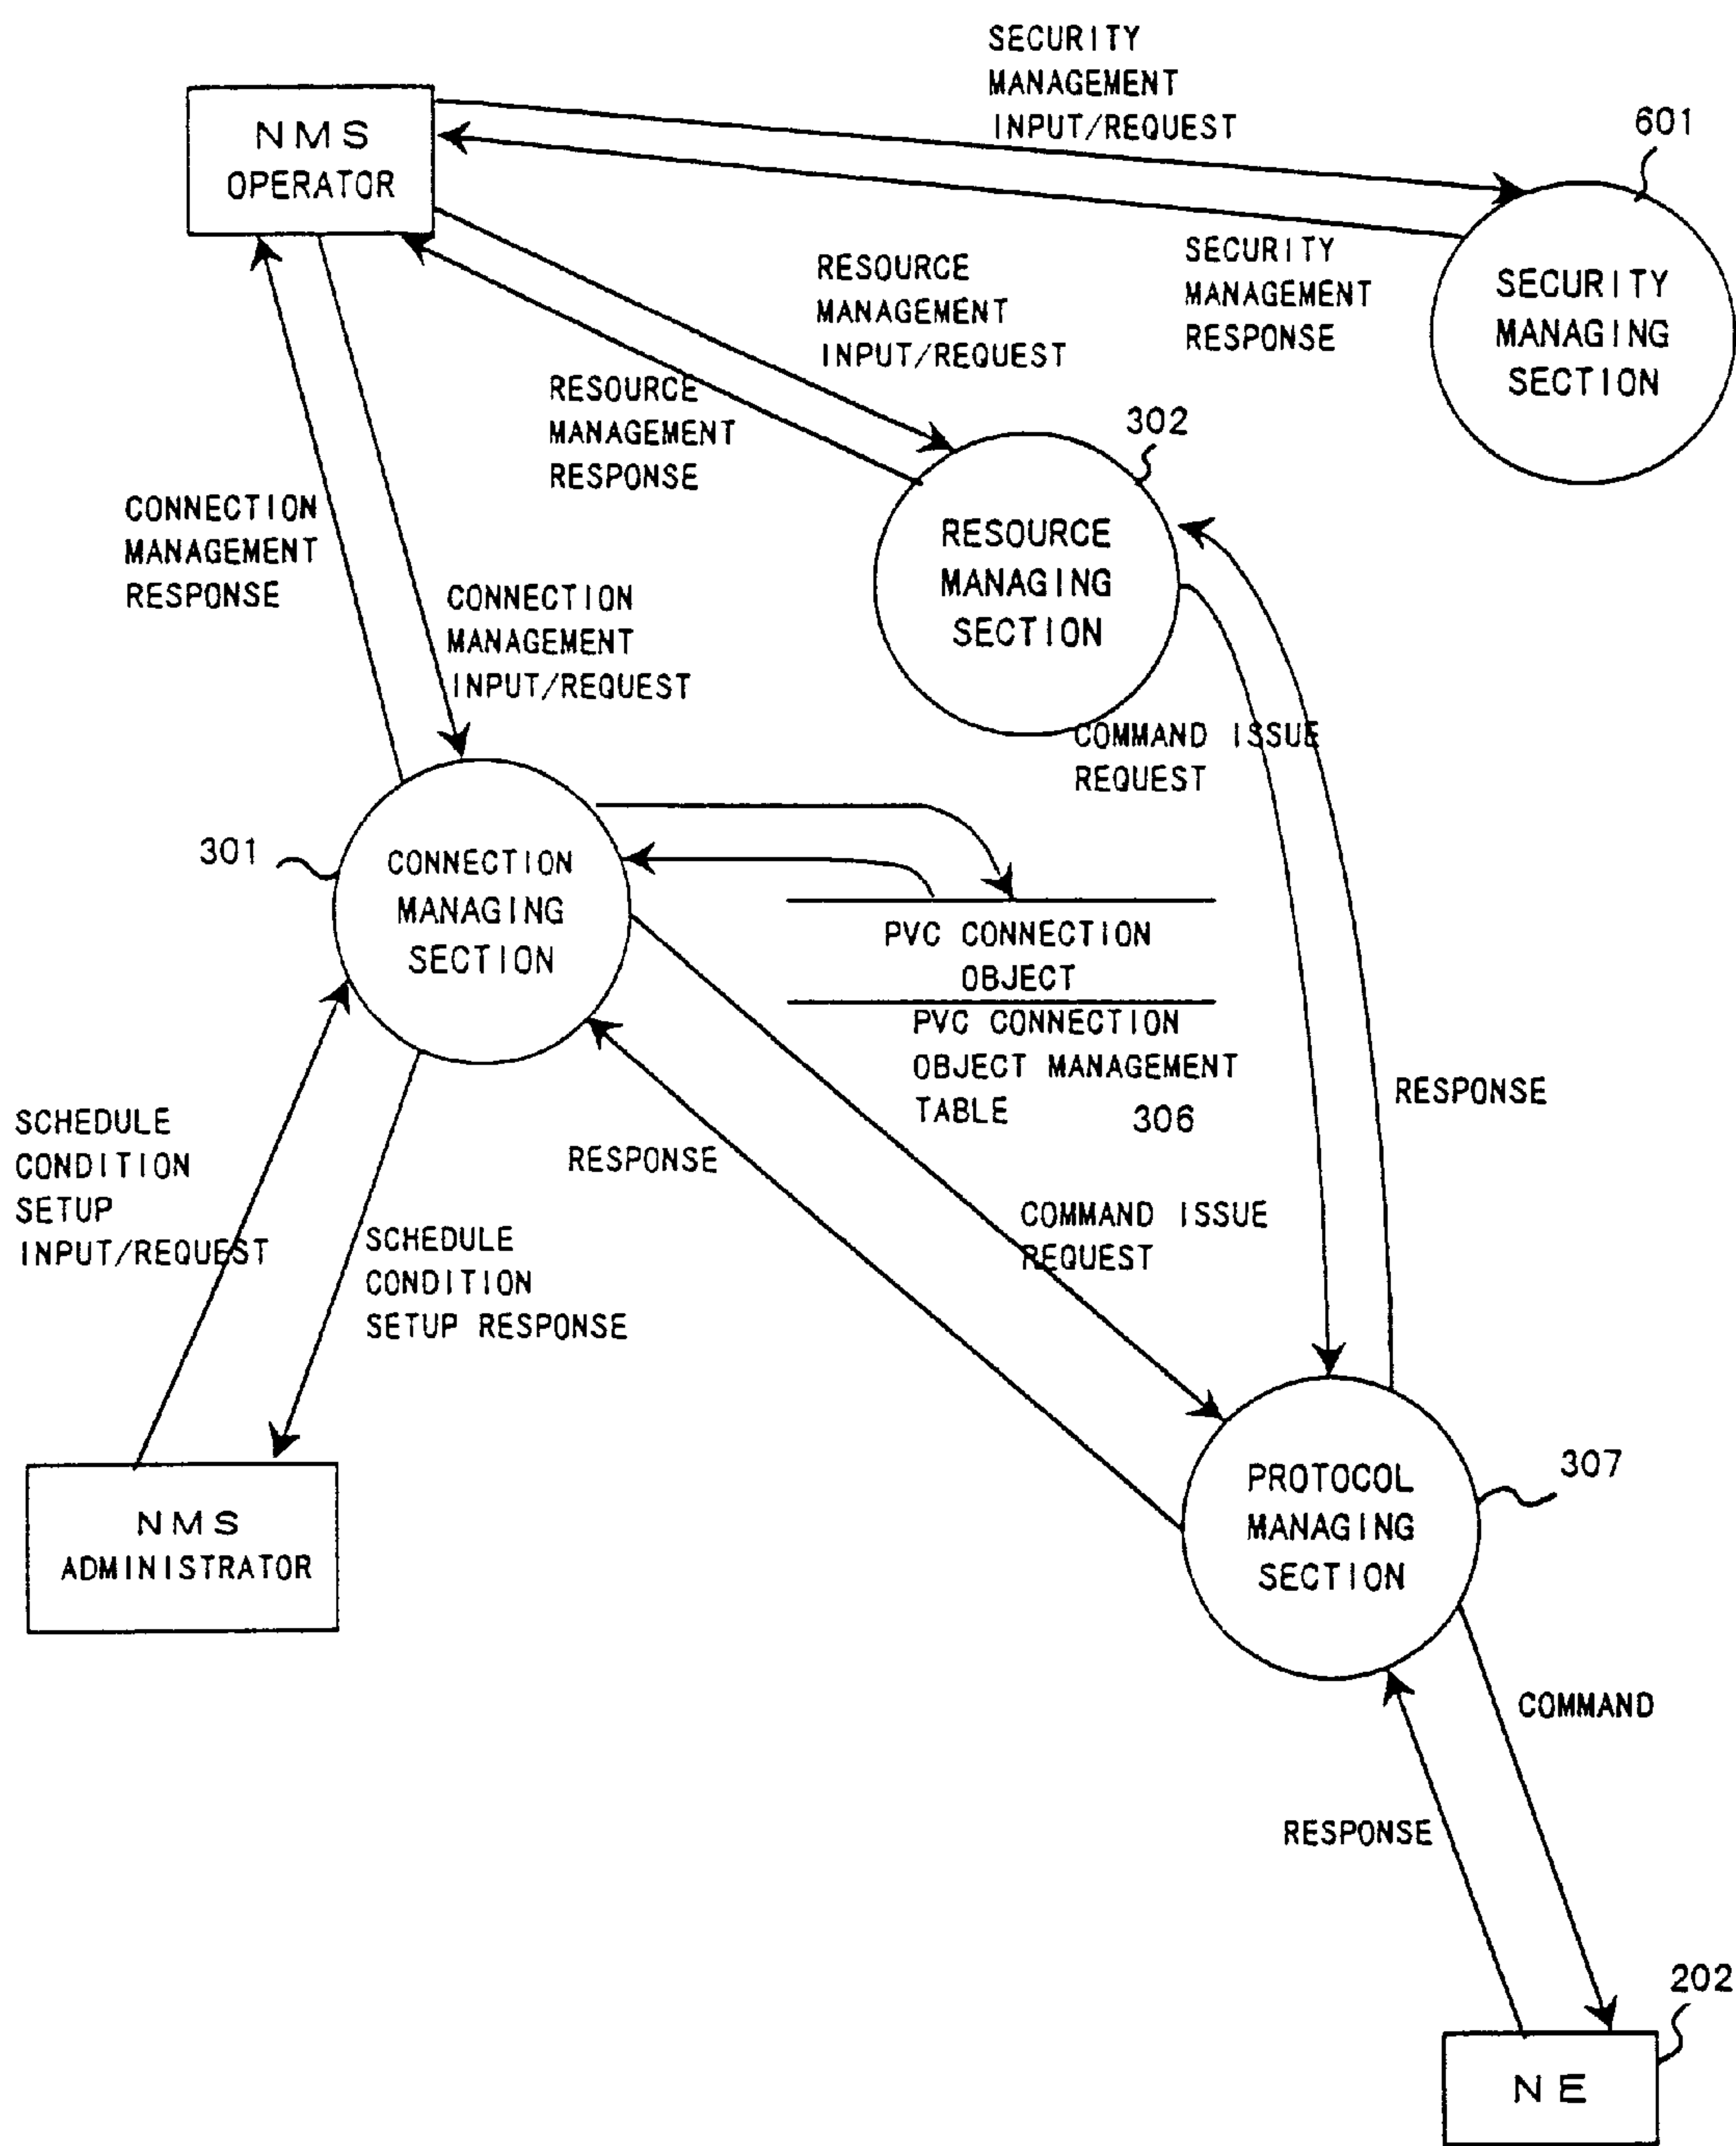 SECURITY
MANAGEMENT
INPUT/REQUEST
NMS
OPERATOR
601
SECURITY
MANAGEMENT
RESPONSE
SECURITY
MANAGING
SECTION
RESOURCE
MANAGEMENT
INPUT/REQUEST
RESOURCE
MANAGEMENT
RESPONSE
302
RESOURCE
MANAGING
SECTION
CONNECTION
MANAGEMENT
RESPONSE
CONNECTION
MANAGEMENT
INPUT/REQUEST
COMMAND ISSUE
REQUEST
301
CONNECTION
MANAGING
SECTION
PVC CONNECTION
OBJECT
PVC CONNECTION
OBJECT MANAGEMENT
TABLE 306
RESPONSE
RESPONSE
SCHEDULE
CONDITION
SETUP
INPUT/REQUEST
SCHEDULE
CONDITION
SETUP RESPONSE
COMMAND ISSUE
REQUEST
NMS
ADMINISTRATOR
PROTOCOL
MANAGING
SECTION
307
COMMAND
RESPONSE
202
NE